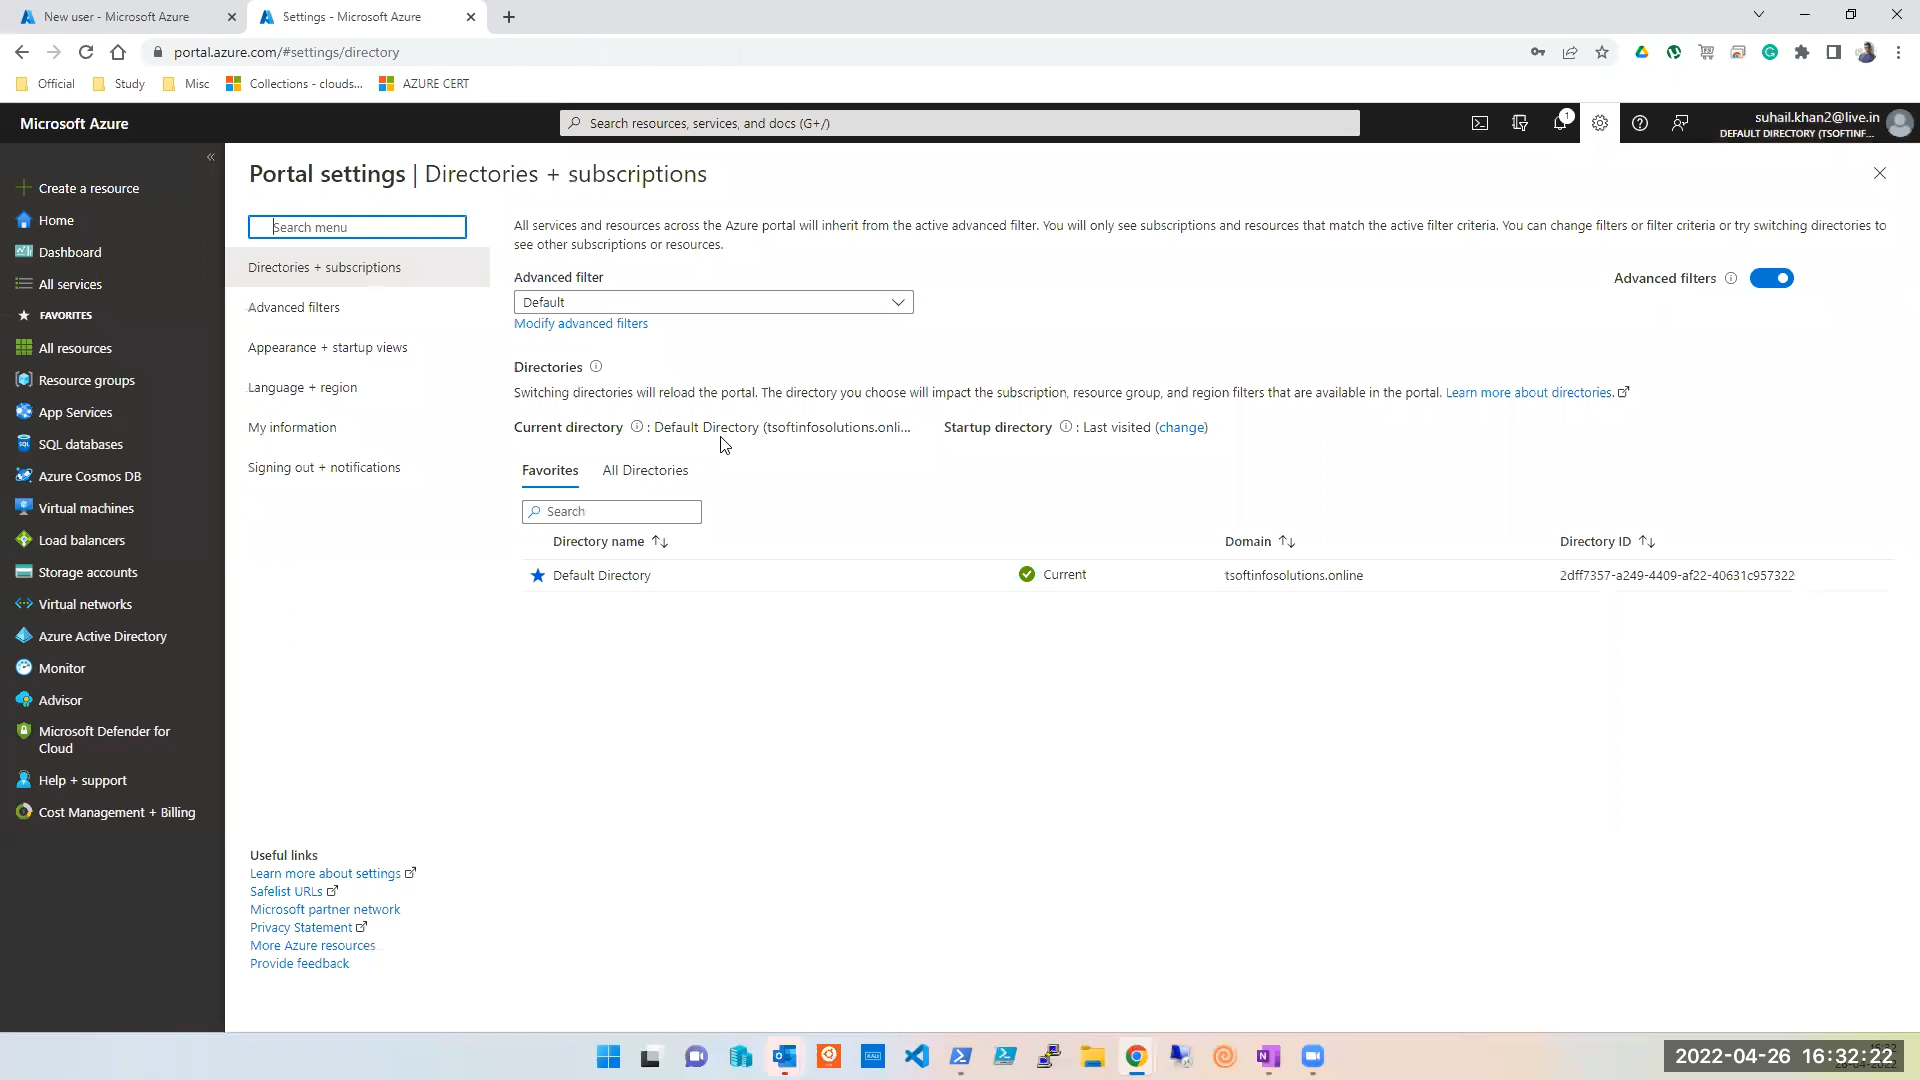 New user - Microsoft Azure
Settings - Microsoft Azure
portal.azure.com/#settings/directory
Official
Study
Misc
Collections - clouds...
AZURE CERT
Microsoft Azure
Search resources, services, and docs (G+/)
1
suhail.khan2@live.in
DEFAULT DIRECTORY (TSOFTINF...
Create a resource
Home
Dashboard
All services
FAVORITES
All resources
Resource groups
App Services
SQL databases
Azure Cosmos DB
Virtual machines
Load balancers
Storage accounts
Virtual networks
Azure Active Directory
Monitor
Advisor
Microsoft Defender for
Cloud
Help + support
Cost Management + Billing
Portal settings | Directories + subscriptions
Search menu
Directories + subscriptions
Advanced filters
Appearance + startup views
Language + region
My information
Signing out + notifications
Useful links
Learn more about settings
Safelist URLs
Microsoft partner network
Privacy Statement
More Azure resources
Provide feedback
All services and resources across the Azure portal will inherit from the active advanced filter. You will only see subscriptions and resources that match the active filter criteria. You can change filters or filter criteria or try switching directories to
see other subscriptions or resources.
Advanced filter
Advanced filters
Default
Modify advanced filters
Directories
Switching directories will reload the portal. The directory you choose will impact the subscription, resource group, and region filters that are available in the portal. Learn more about directories.
Current directory : Default Directory (tsoftinfosolutions.onli...
Startup directory : Last visited (change)
Favorites
All Directories
Search
Directory name
Domain
Directory ID
Default Directory
Current
tsoftinfosolutions.online
2dff7357-a249-4409-af22-40631c957322
2022-04-26 16:32:22